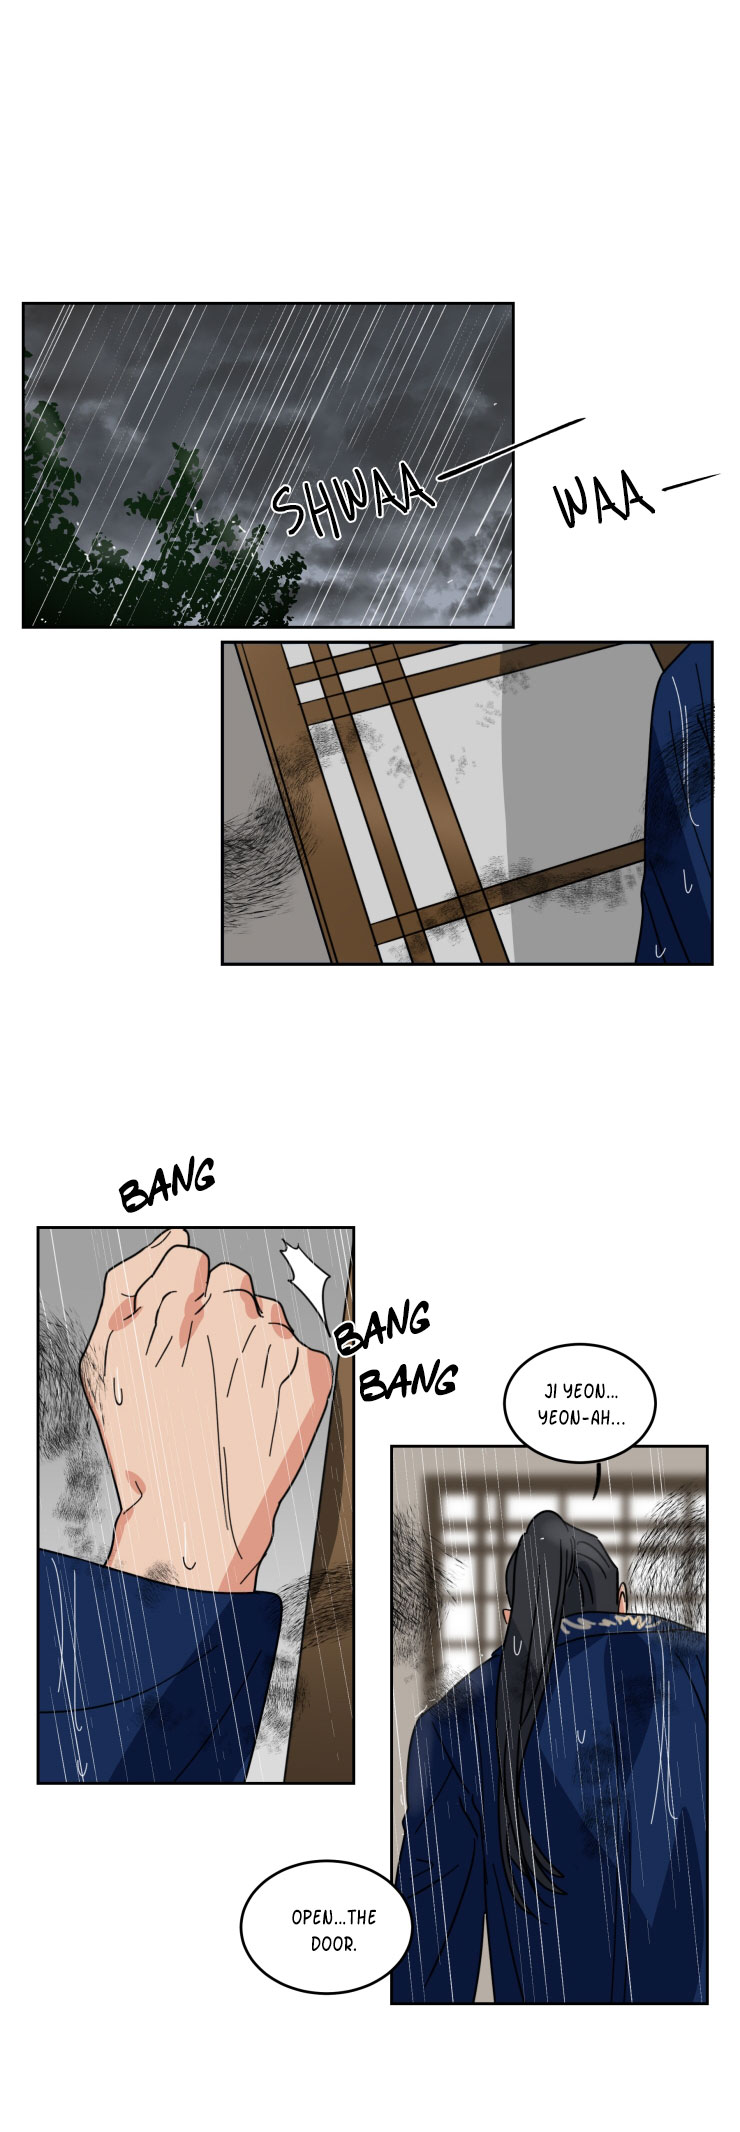 SHWAA
WAA
BANG
BANG
BANG
JI YEON...
YEON-AH...
OPEN...THE
DOOR.